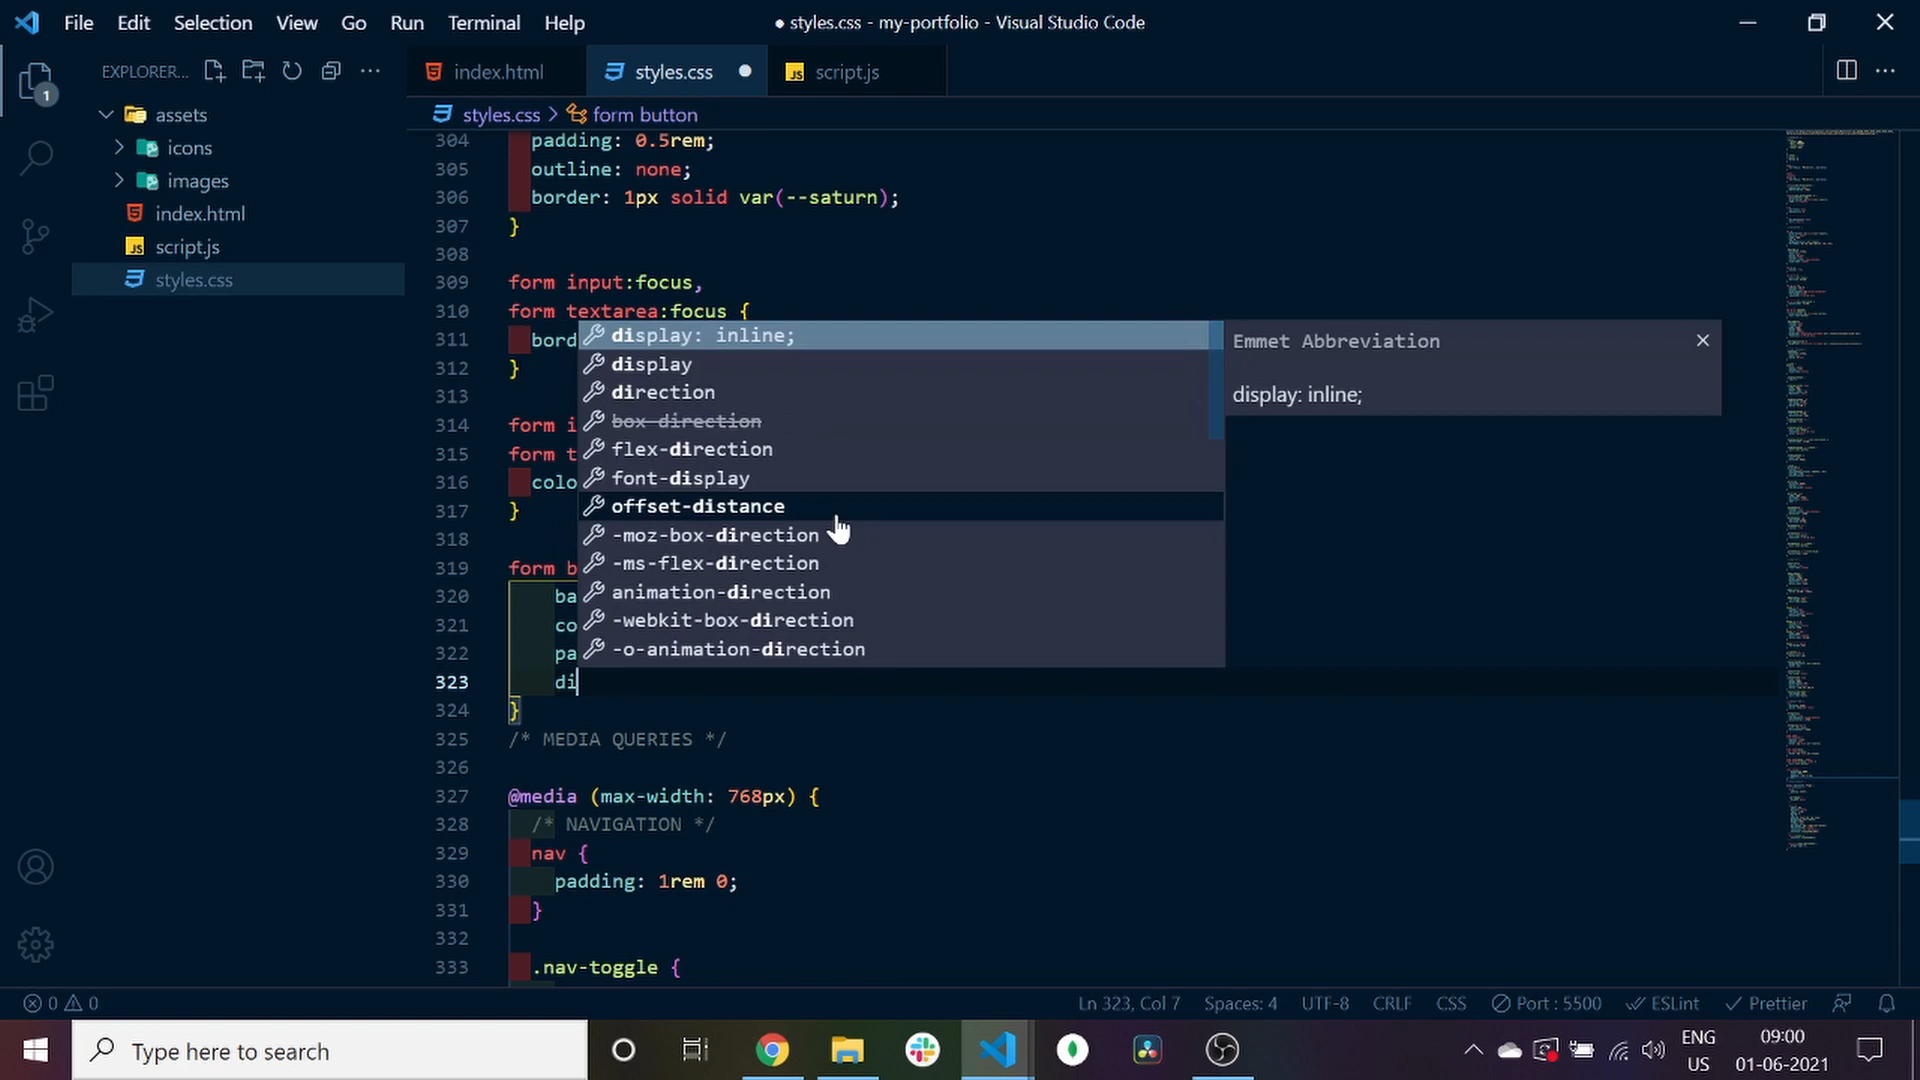 File Edit Selection View Go Run Terminal Help
● styles.css - my-portfolio - Visual Studio Code
EXPLORER...
1
assets
icons
images
index.html
script.js
styles.css
index.html
styles.css
JS script.js
styles.css > form button
304 padding: 0.5rem;
305 outline: none;
306 border: 1px solid var(--saturn);
307 }
308
309 form input:focus,
310 form textarea:focus {
311 bord
312 }
313
314 form i
315 form t
316 colo
317 }
318
319 form b
320 ba
321 co
322 pa
323 di
324 }
325 /* MEDIA QUERIES */
326
327 @media (max-width: 768px) {
328 /* NAVIGATION */
329 nav {
330 padding: 1rem 0;
331 }
332
333 .nav-toggle {
display: inline;
display
direction
box-direction
flex-direction
font-display
offset-distance
-moz-box-direction
-ms-flex-direction
animation-direction
-webkit-box-direction
-o-animation-direction
Emmet Abbreviation
display: inline;
0 0
Ln 323, Col 7 Spaces: 4 UTF-8 CRLF CSS Port : 5500 ESLint Prettier
Type here to search
ENG
US
09:00
01-06-2021